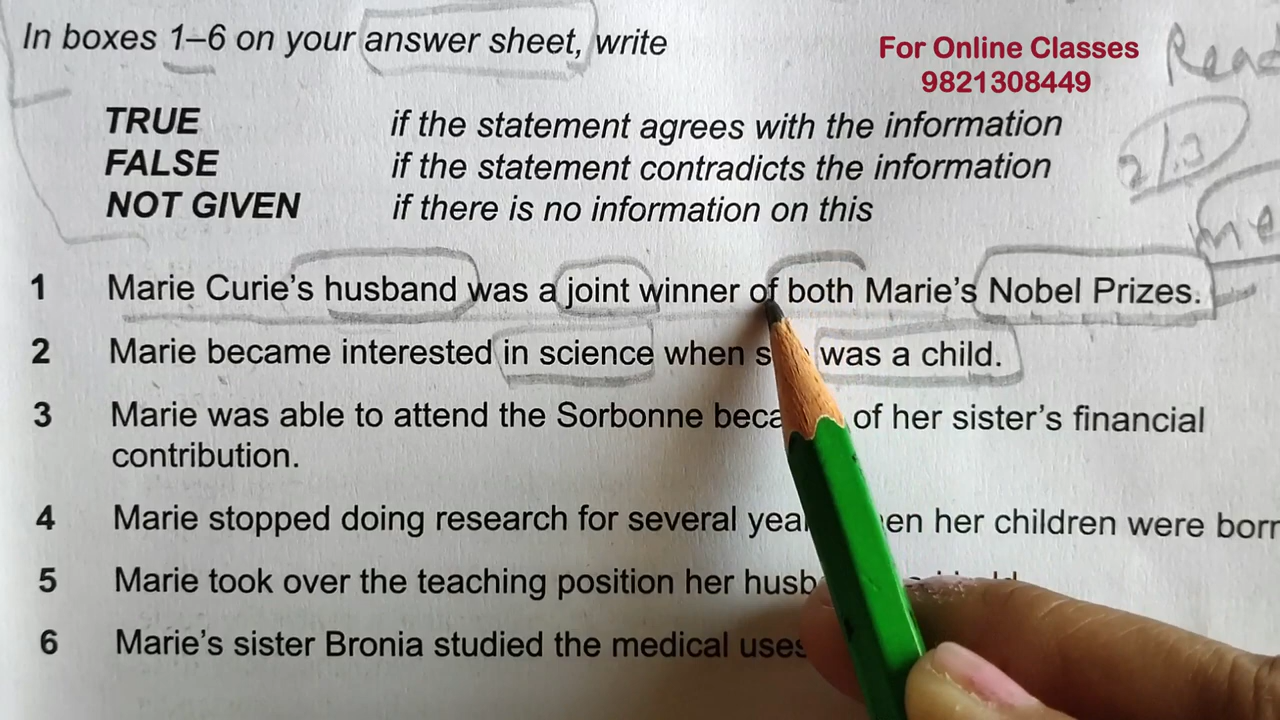 In boxes 1–6 on your answer sheet, write
For Online Classes
9821308449
TRUE if the statement agrees with the information
FALSE if the statement contradicts the information
NOT GIVEN if there is no information on this
1 Marie Curie's husband was a joint winner of both Marie's Nobel Prizes.
2 Marie became interested in science when was a child.
3 Marie was able to attend the Sorbonne of her sister's financial
contribution.
4 Marie stopped doing research for several her children were born
5 Marie took over the teaching position her
6 Marie's sister Bronia studied the medical uses